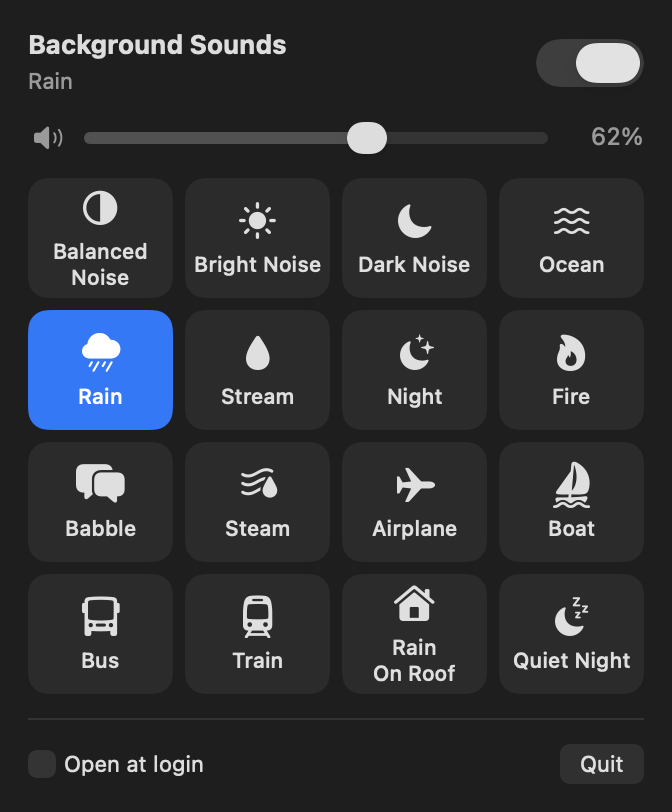 Background Sounds
Rain
62%
Balanced
Noise
Bright Noise
Dark Noise
Ocean
Rain
Stream
Night
Fire
Babble
Steam
Airplane
Boat
Bus
Train
Rain
On Roof
Quiet Night
Open at login
Quit